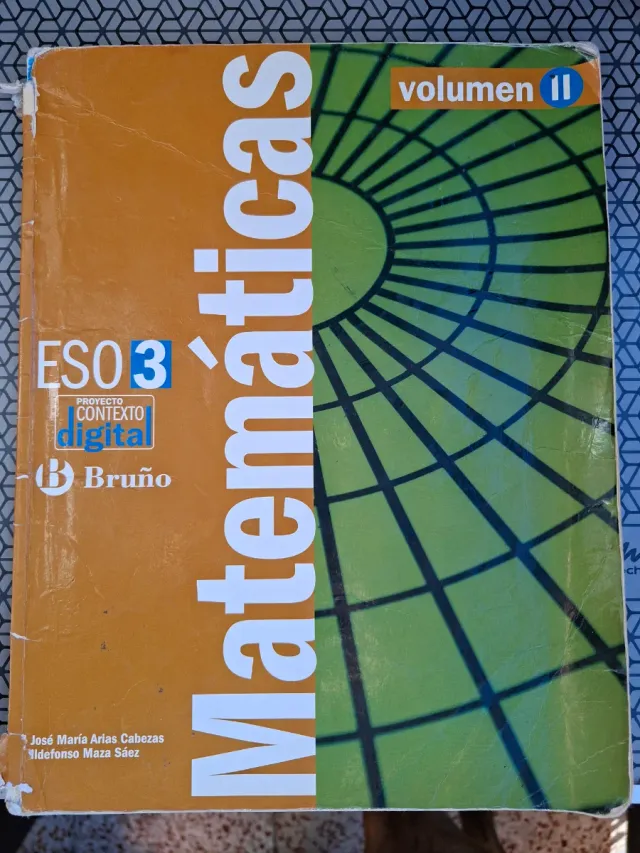 volumen II
Matemáticas
ESO 3
PROYECTO
CONTEXTO
digital
B Bruño
José María Arias Cabezas
Ildefonso Maza Sáez